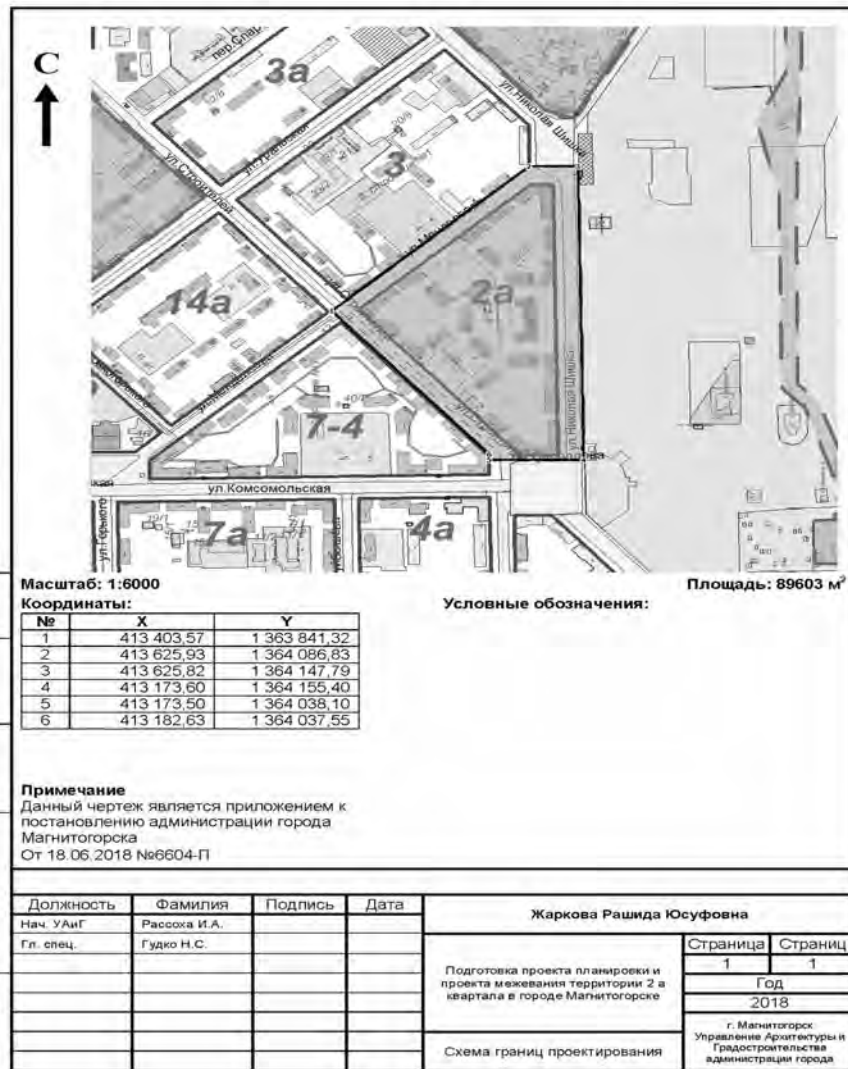 С
пер.Спар
3а
ул.Николая Шишк
ул.Уральская
ул.Строителей
3
14а
2а
ул.Николая Шишка
7-4
ул.Комсомольская
ул.Горького
7а
4а
Масштаб: 1:6000
Площадь: 89603 м²
Координаты:
Условные обозначения:
№ X Y
1 413 403,57 1 363 841,32
2 413 625,93 1 364 086,83
3 413 625,82 1 364 147,79
4 413 173,60 1 364 155,40
5 413 173,50 1 364 038,10
6 413 182,63 1 364 037,55
Примечание
Данный чертеж является приложением к
постановлению администрации города
Магнитогорска
От 18.06.2018 №6604-П
Должность Фамилия Подпись Дата
Жаркова Рашида Юсуфовна
Нач. УАиГ Рассоха И.А.
Гл. спец. Гудко Н.С.
Подготовка проекта планировки и
проекта межевания территории 2 а
квартала в городе Магнитогорске
Страница Страниц
1 1
Год
2018
Схема границ проектирования
г. Магнитогорск
Управление Архитектуры и
Градостроительства
администрации города